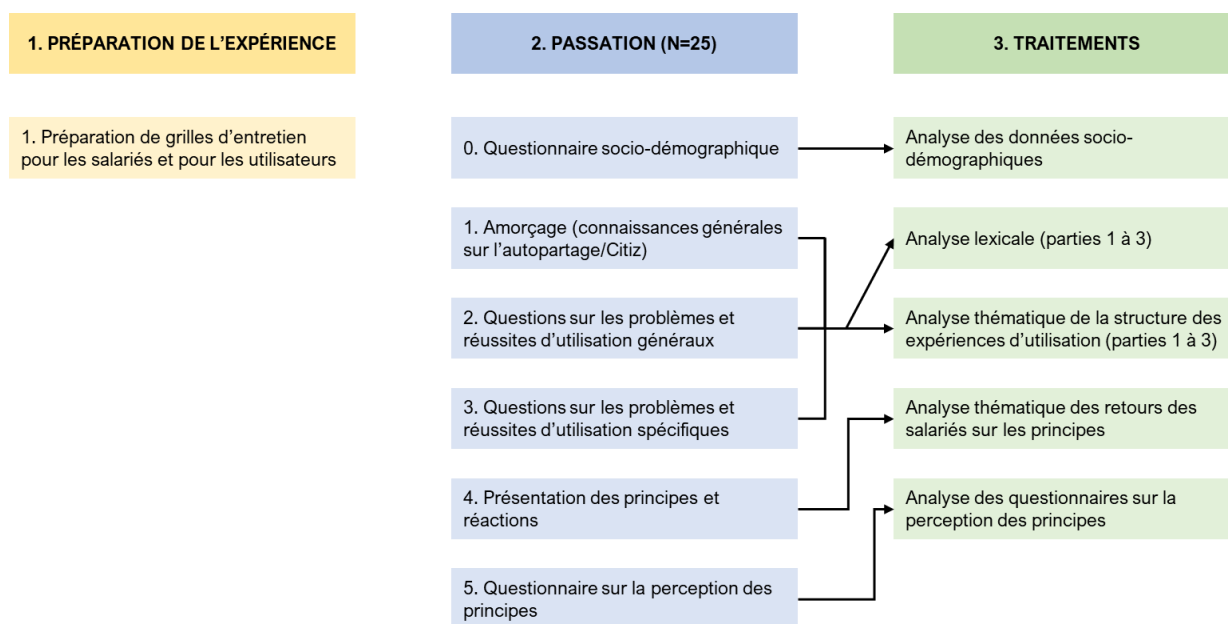 1. PRÉPARATION DE L'EXPÉRIENCE
2. PASSATION (N=25)
3. TRAITEMENTS
1. Préparation de grilles d'entretien
pour les salariés et pour les utilisateurs
0. Questionnaire socio-démographique
Analyse des données socio-
démographiques
1. Amorçage (connaissances générales
sur l'autopartage/Citiz)
Analyse lexicale (parties 1 à 3)
2. Questions sur les problèmes et
réussites d'utilisation généraux
Analyse thématique de la structure des
expériences d'utilisation (parties 1 à 3)
3. Questions sur les problèmes et
réussites d'utilisation spécifiques
Analyse thématique des retours des
salariés sur les principes
4. Présentation des principes et
réactions
Analyse des questionnaires sur la
perception des principes
5. Questionnaire sur la perception des
principes